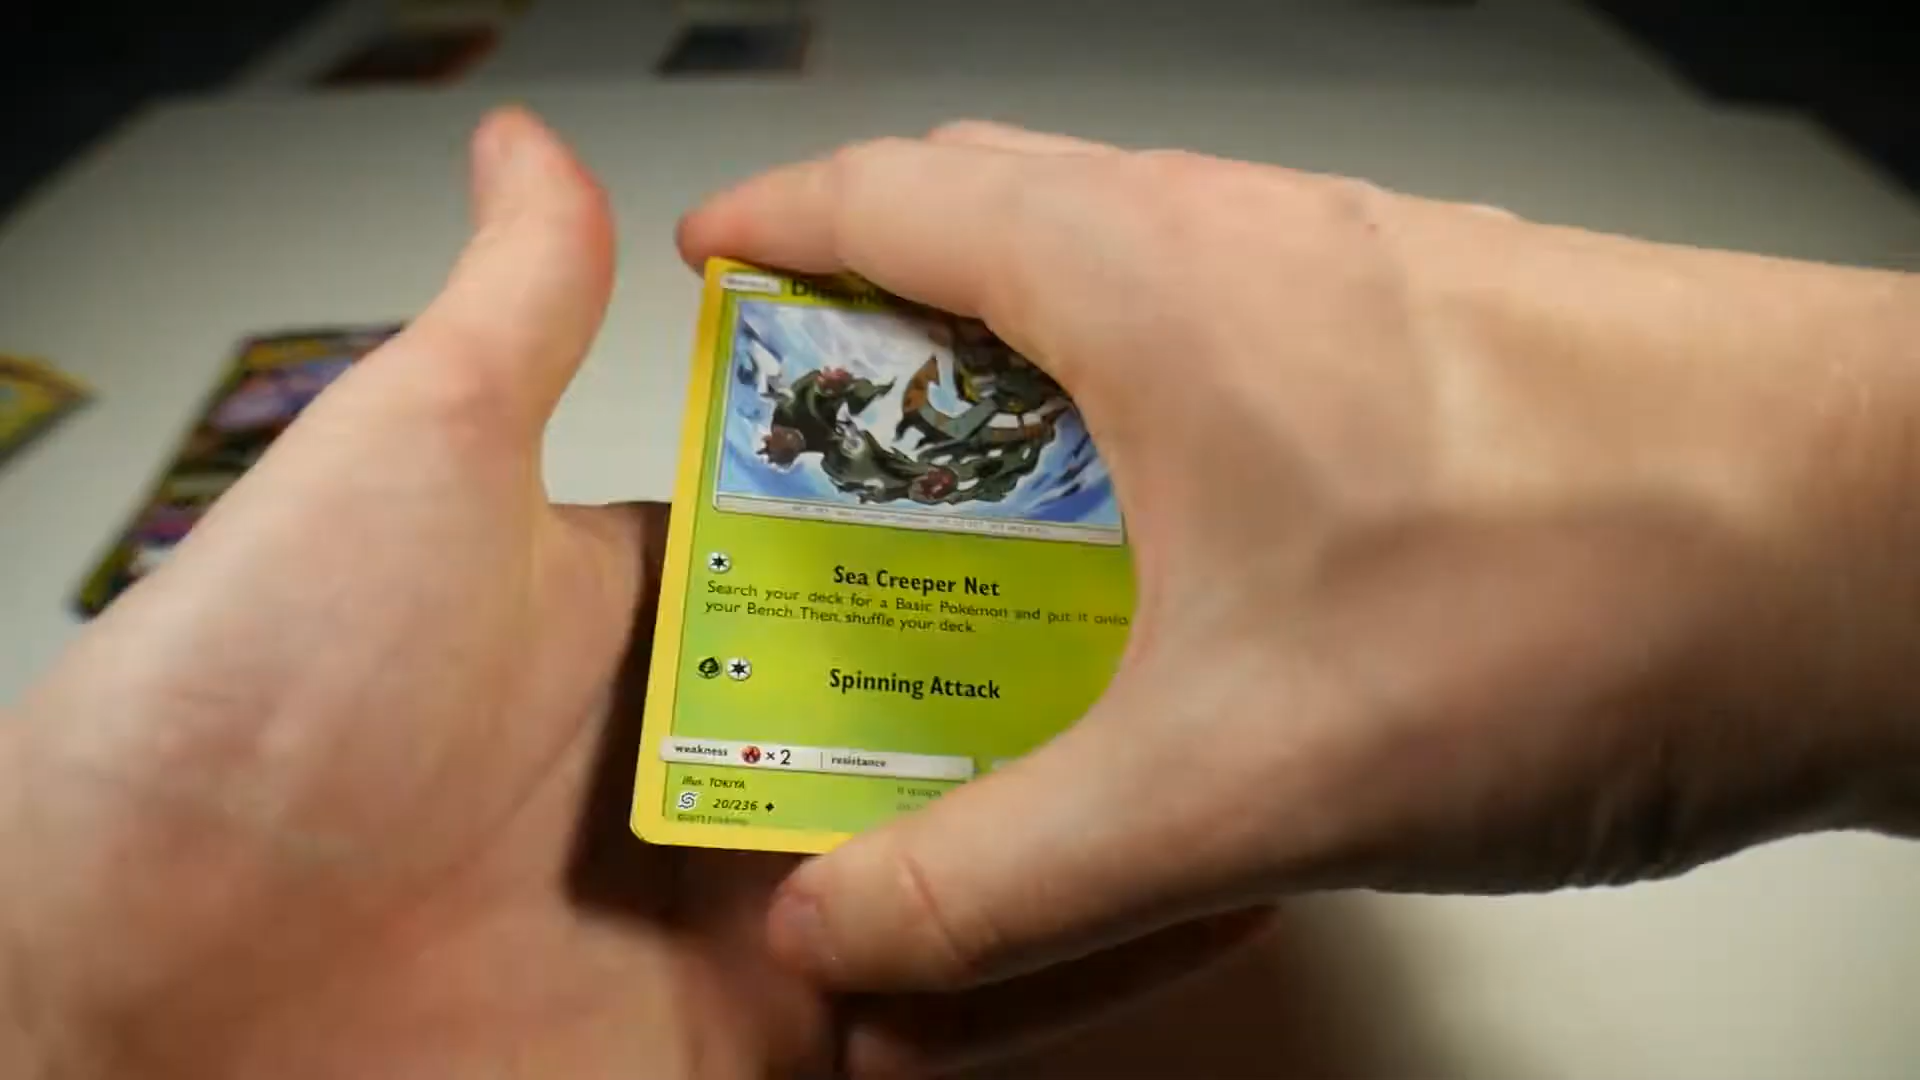 Sea Creeper Net
Search your deck for a Basic Pokémon and put it onto
your Bench. Then, shuffle your deck.
Spinning Attack
weakness × 2 resistance
Illus. TOKIYA
20/236